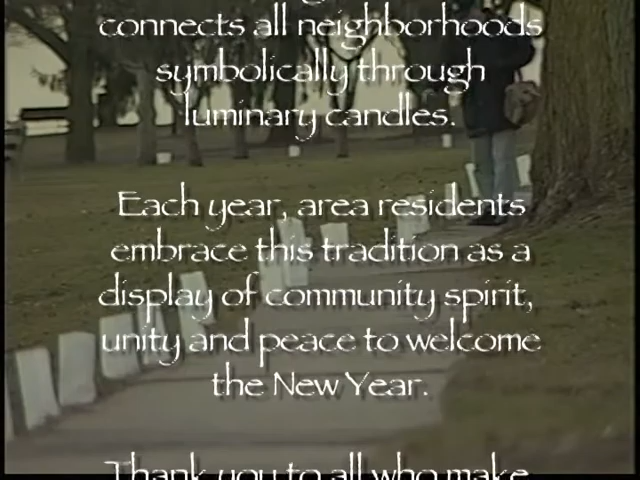 connects all neighborhoods
symbolically through
luminary candles.
Each year, area residents
embrace this tradition as a
display of community spirit,
unity and peace to welcome
the New Year.
Thank you to all who make